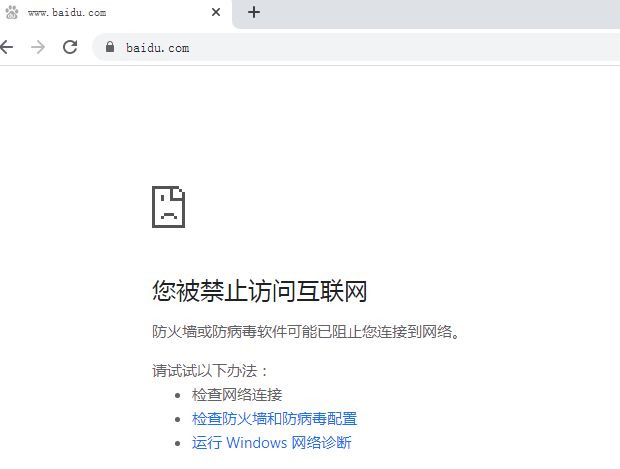 www.baidu.com
baidu.com
您被禁止访问互联网
防火墙或防病毒软件可能已阻止您连接到网络。
请试试以下办法：
检查网络连接
检查防火墙和防病毒配置
运行 Windows 网络诊断